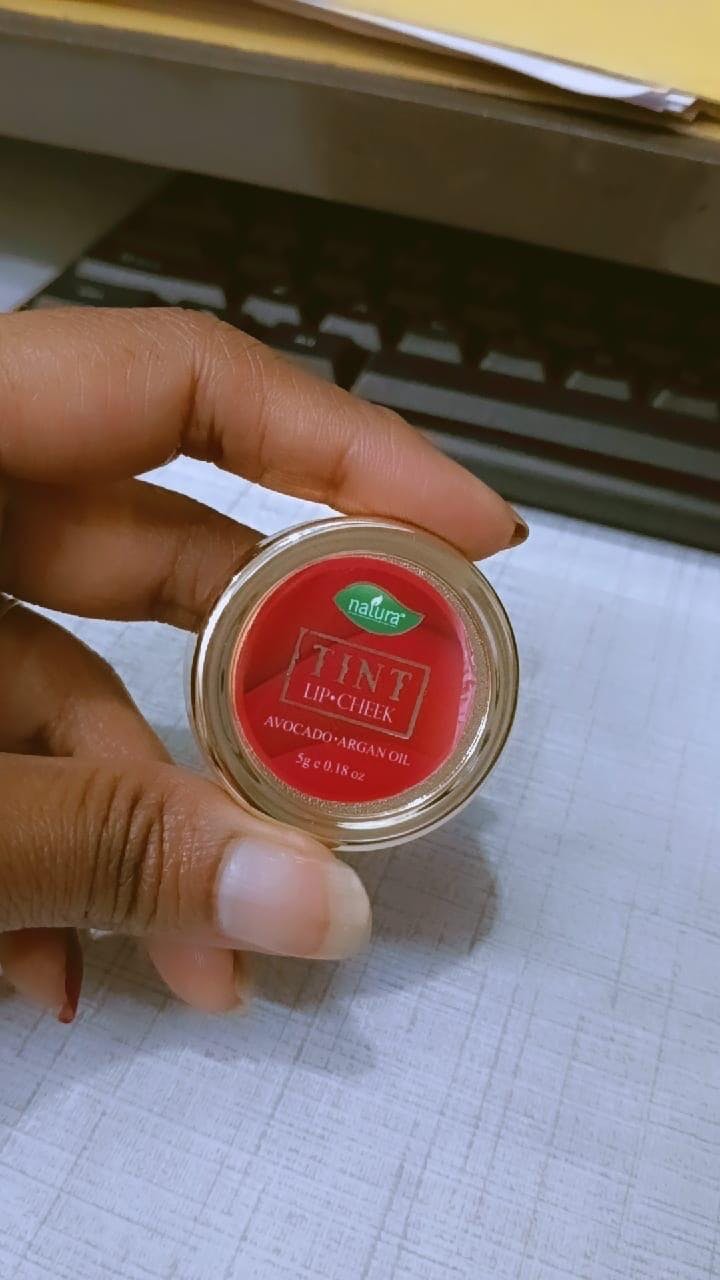 natura
TINT
LIP•CHEEK
AVOCADO•ARGAN OIL
5g e 0.18 oz